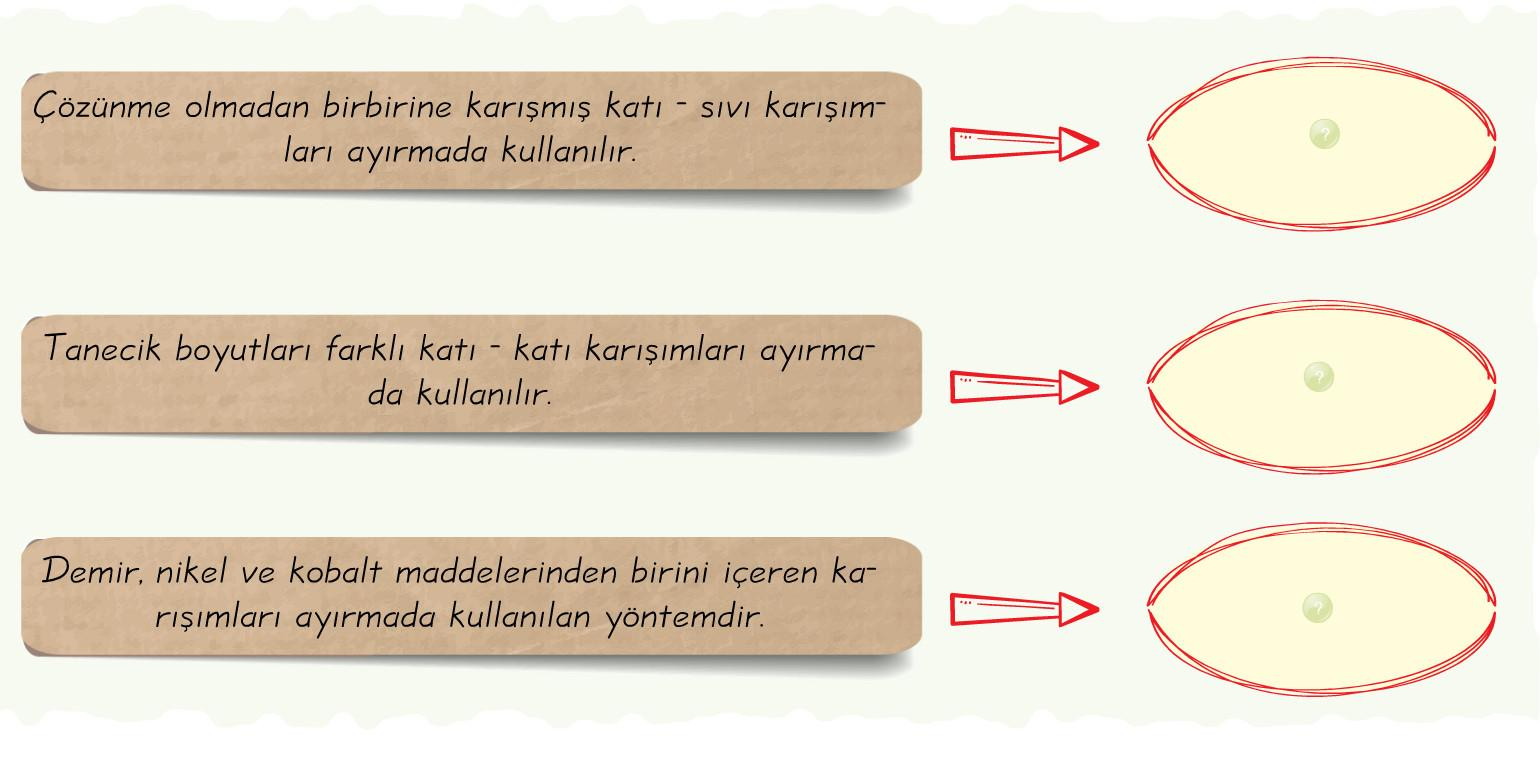 Çözünme olmadan birbirine karışmış katı - sıvı karışım-
ları ayırmada kullanılır.
?
Tanecik boyutları farklı katı - katı karışımları ayırma-
da kullanılır.
?
Demir, nikel ve kobalt maddelerinden birini içeren ka-
rışımları ayırmada kullanılan yöntemdir.
?